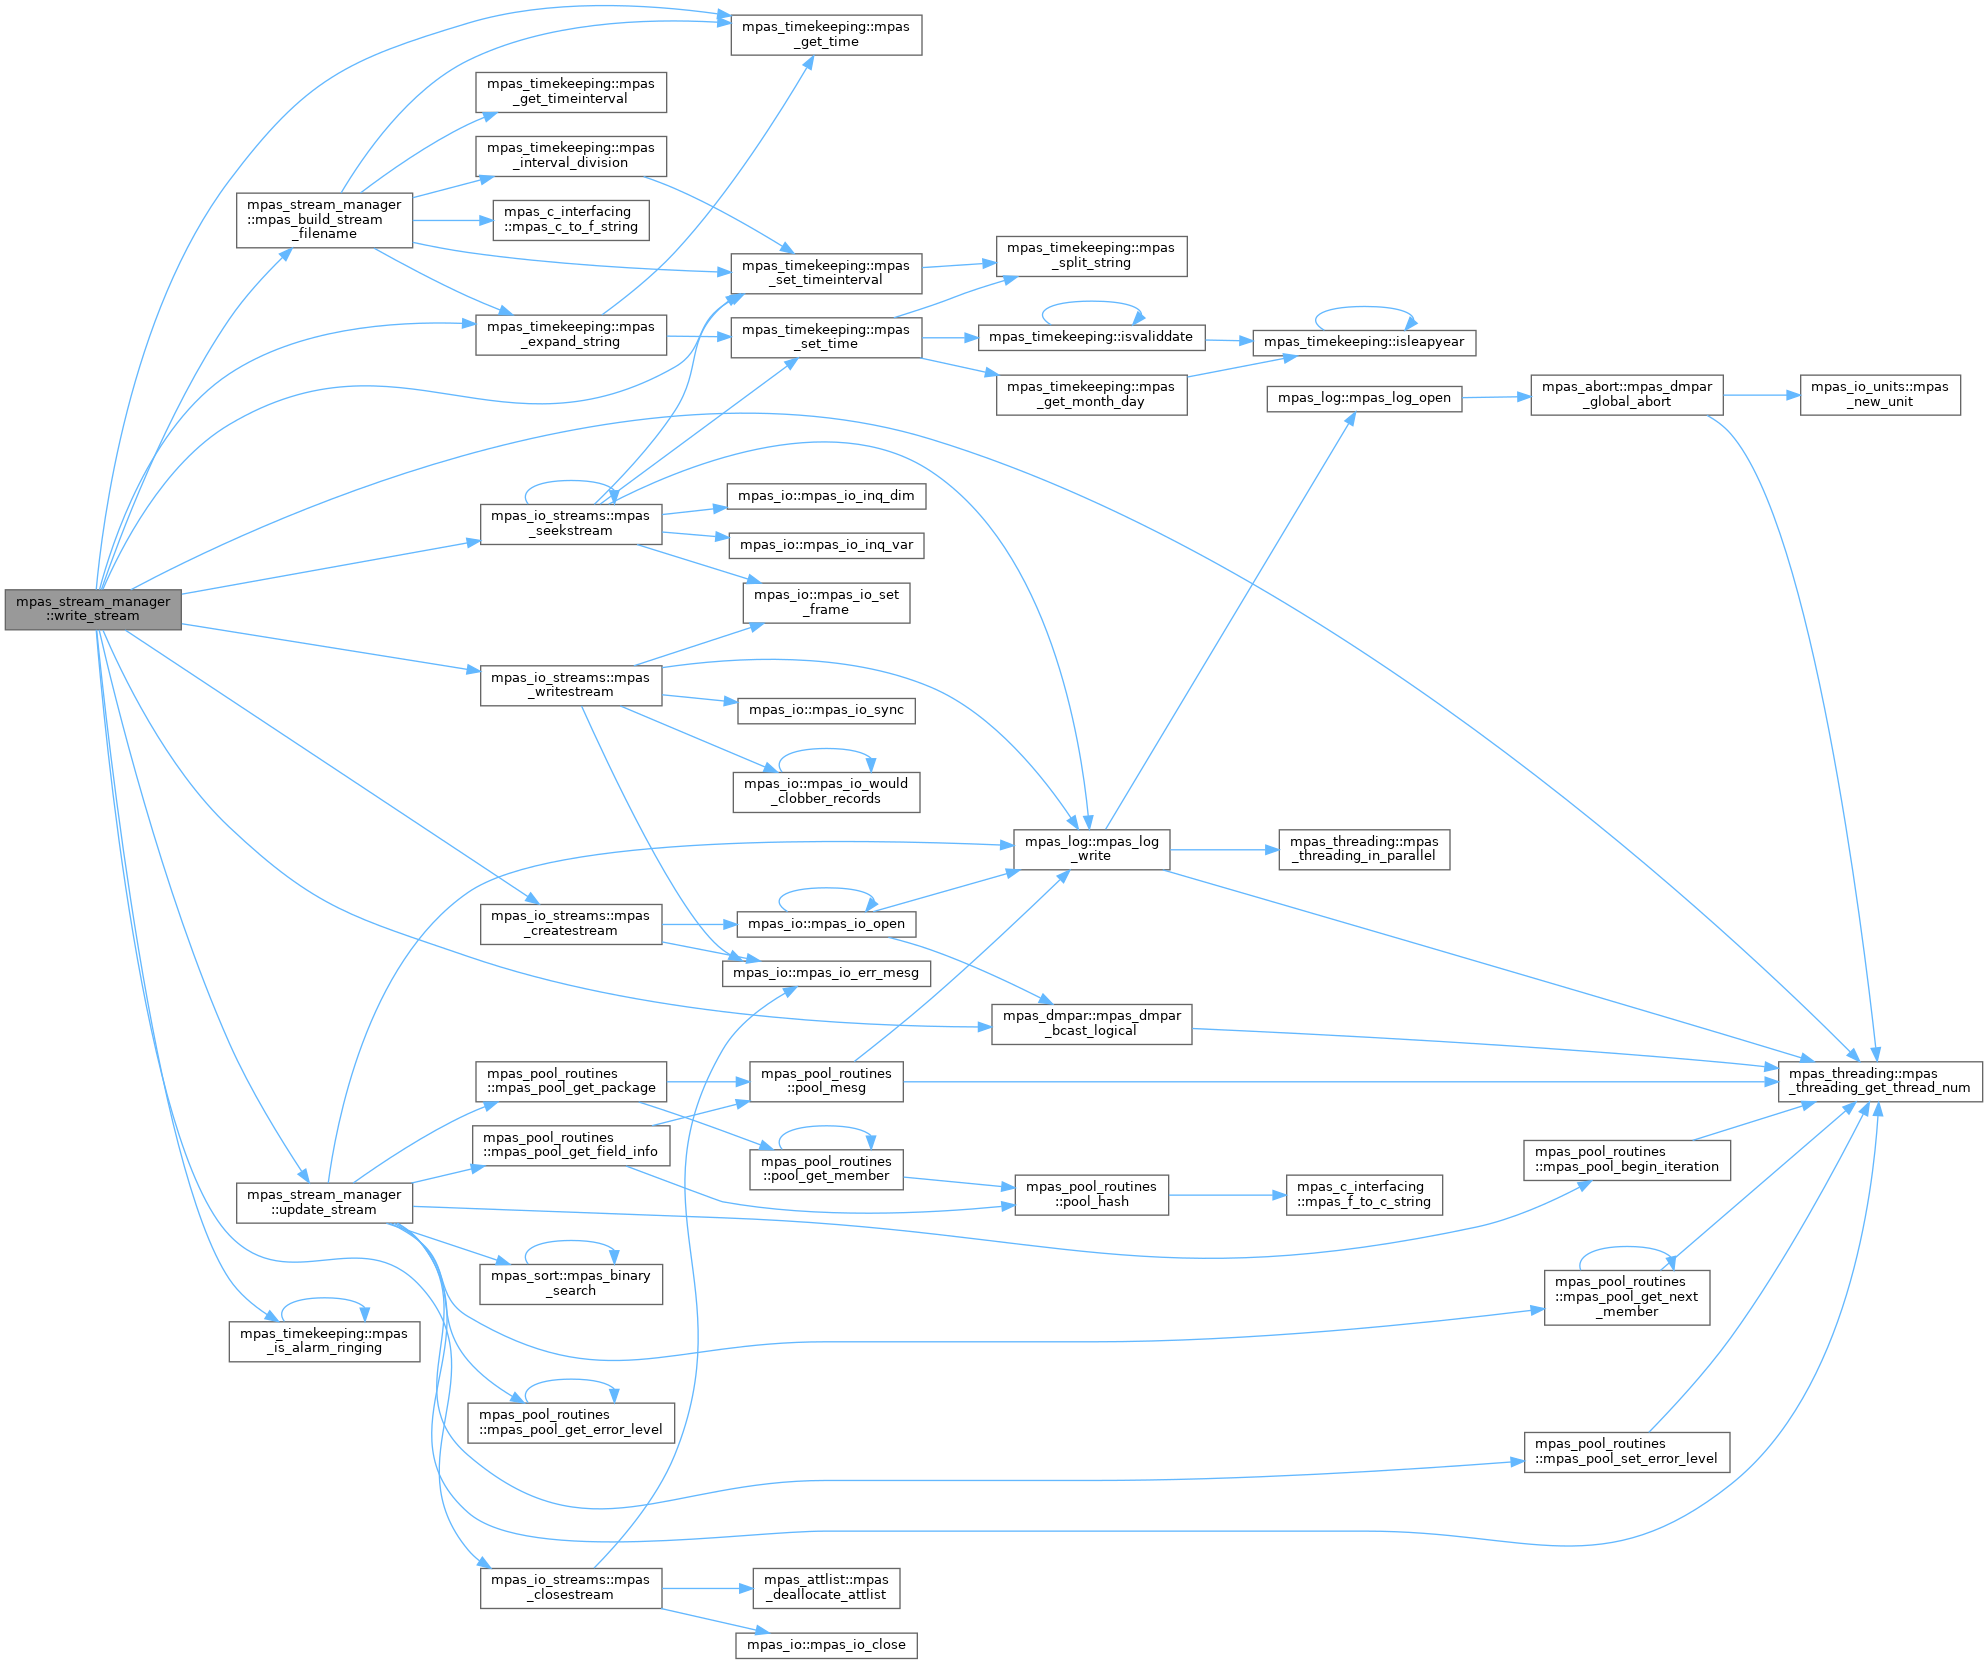 mpas_timekeeping::mpas
_get_time
mpas_timekeeping::mpas
_get_timeinterval
mpas_timekeeping::mpas
_interval_division
mpas_stream_manager
::mpas_build_stream
_filename
mpas_c_interfacing
::mpas_c_to_f_string
mpas_timekeeping::mpas
_split_string
mpas_timekeeping::mpas
_set_timeinterval
mpas_timekeeping::mpas
_expand_string
mpas_timekeeping::mpas
_set_time
mpas_timekeeping::isvaliddate
mpas_timekeeping::isleapyear
mpas_timekeeping::mpas
_get_month_day
mpas_log::mpas_log_open
mpas_abort::mpas_dmpar
_global_abort
mpas_io_units::mpas
_new_unit
mpas_io::mpas_io_inq_dim
mpas_io_streams::mpas
_seekstream
mpas_io::mpas_io_inq_var
mpas_io::mpas_io_set
_frame
mpas_stream_manager
::write_stream
mpas_io_streams::mpas
_writestream
mpas_io::mpas_io_sync
mpas_io::mpas_io_would
_clobber_records
mpas_log::mpas_log
_write
mpas_threading::mpas
_threading_in_parallel
mpas_io_streams::mpas
_createstream
mpas_io::mpas_io_open
mpas_io::mpas_io_err_mesg
mpas_dmpar::mpas_dmpar
_bcast_logical
mpas_pool_routines
::mpas_pool_get_package
mpas_pool_routines
::pool_mesg
mpas_threading::mpas
_threading_get_thread_num
mpas_pool_routines
::mpas_pool_get_field_info
mpas_pool_routines
::pool_get_member
mpas_pool_routines
::mpas_pool_begin_iteration
mpas_stream_manager
::update_stream
mpas_pool_routines
::pool_hash
mpas_c_interfacing
::mpas_f_to_c_string
mpas_sort::mpas_binary
_search
mpas_pool_routines
::mpas_pool_get_next
_member
mpas_timekeeping::mpas
_is_alarm_ringing
mpas_pool_routines
::mpas_pool_get_error_level
mpas_pool_routines
::mpas_pool_set_error_level
mpas_io_streams::mpas
_closestream
mpas_attlist::mpas
_deallocate_attlist
mpas_io::mpas_io_close